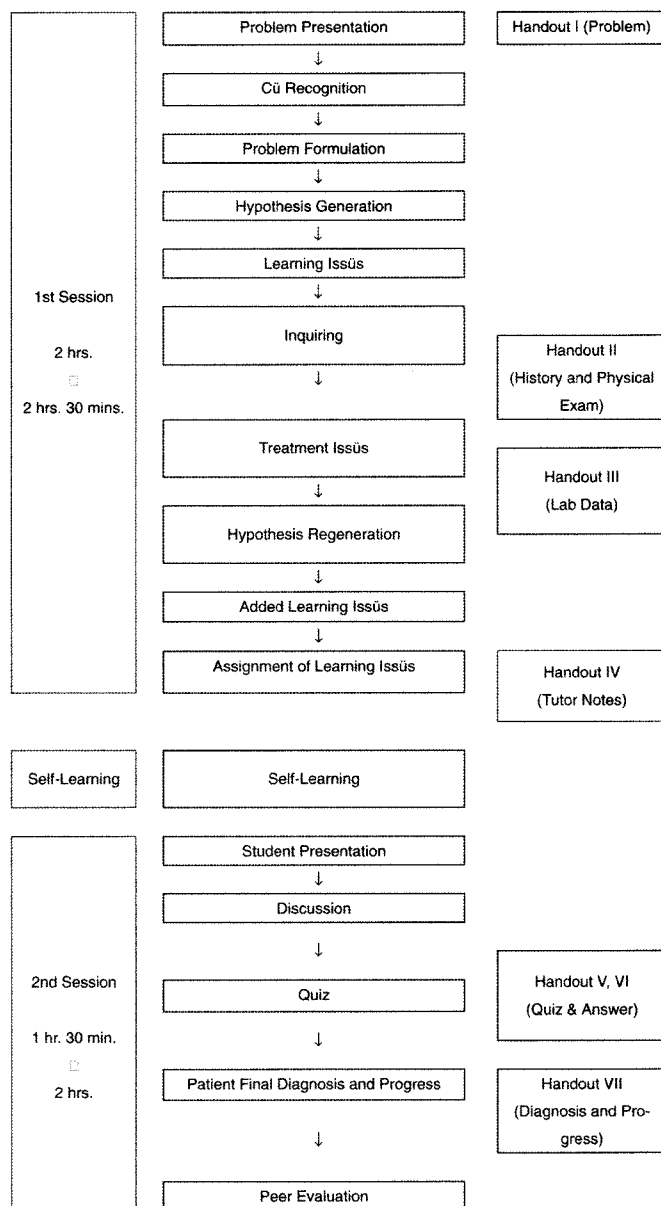 Problem Presentation
Handout I (Problem)
↓
Cü Recognition
↓
Problem Formulation
↓
Hypothesis Generation
↓
Learning Issüs
↓
1st Session
2 hrs.
2 hrs. 30 mins.
Inquiring
↓
Handout II
(History and Physical
Exam)
Treatment Issüs
↓
Handout III
(Lab Data)
Hypothesis Regeneration
↓
Added Learning Issüs
↓
Assignment of Learning Issüs
Handout IV
(Tutor Notes)
Self-Learning
Self-Learning
Student Presentation
↓
Discussion
↓
2nd Session
1 hr. 30 min.
2 hrs.
Quiz
↓
Handout V, VI
(Quiz & Answer)
Patient Final Diagnosis and Progress
↓
Handout VII
(Diagnosis and Pro-
gress)
Peer Evaluation